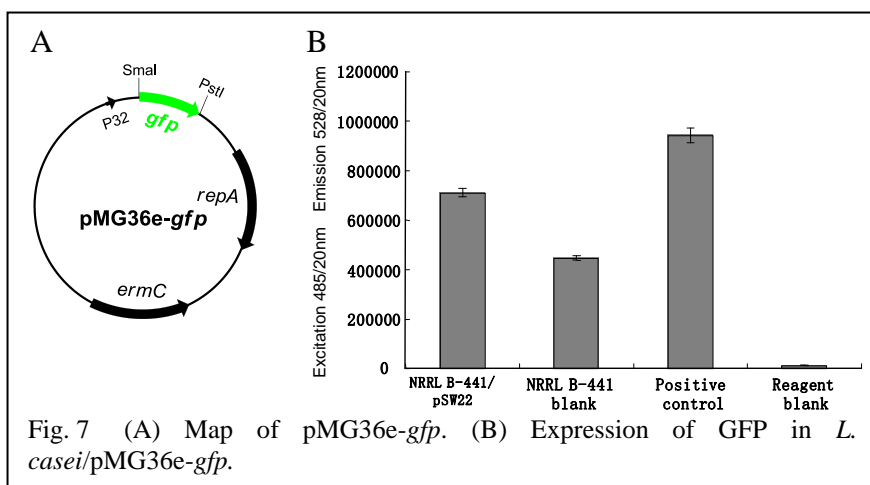 A
SmaI
PstI
P32
gfp
repA
pMG36e-gfp
ermC
B
Excitation 485/20nm Emission 528/20nm
1200000
1000000
800000
600000
400000
200000
0
NRRL B-441/
pSW22
NRRL B-441
blank
Positive
control
Reagent
blank
Fig. 7 (A) Map of pMG36e-gfp. (B) Expression of GFP in L.
casei/pMG36e-gfp.